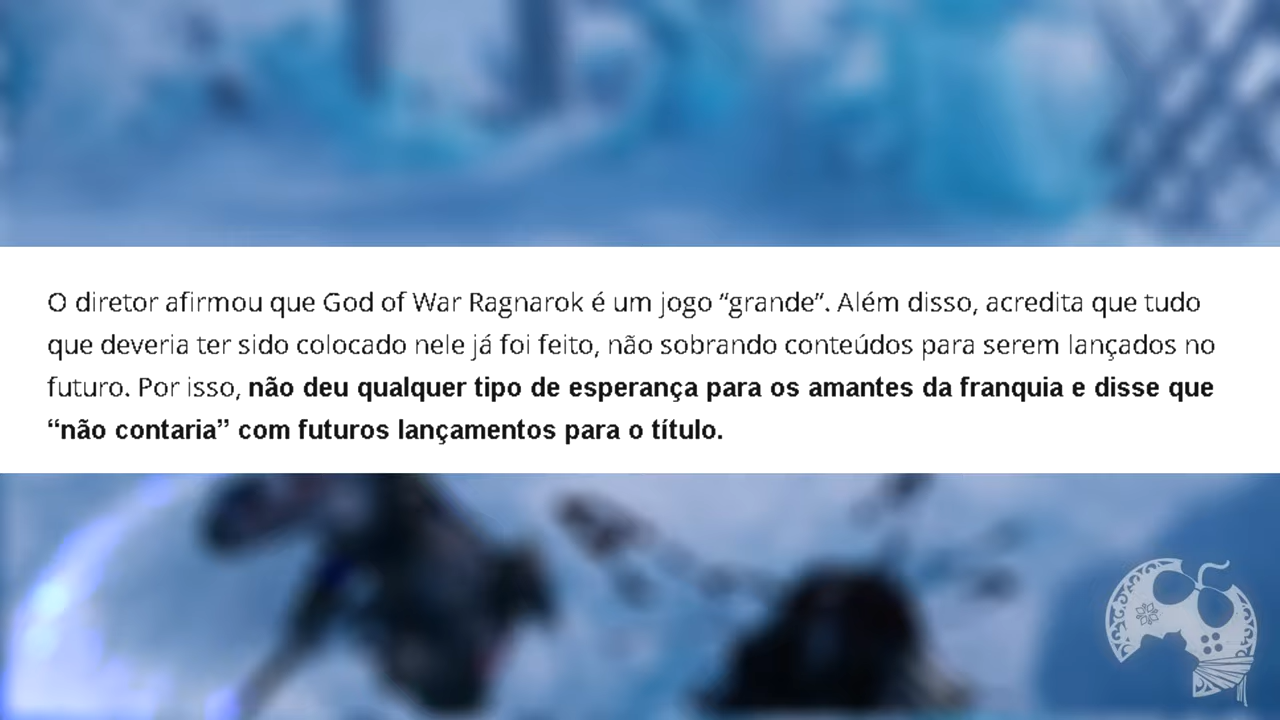 O diretor afirmou que God of War Ragnarok é um jogo “grande”. Além disso, acredita que tudo
que deveria ter sido colocado nele já foi feito, não sobrando conteúdos para serem lançados no
futuro. Por isso, não deu qualquer tipo de esperança para os amantes da franquia e disse que
“não contaria” com futuros lançamentos para o título.